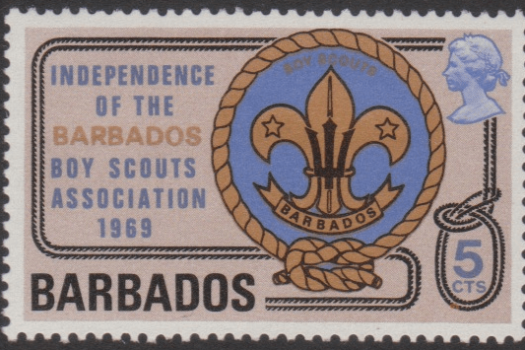 INDEPENDENCE
OF THE
BARBADOS
BOY SCOUTS
ASSOCIATION
1969
BOY SCOUTS
BARBADOS
5
CTS
BARBADOS